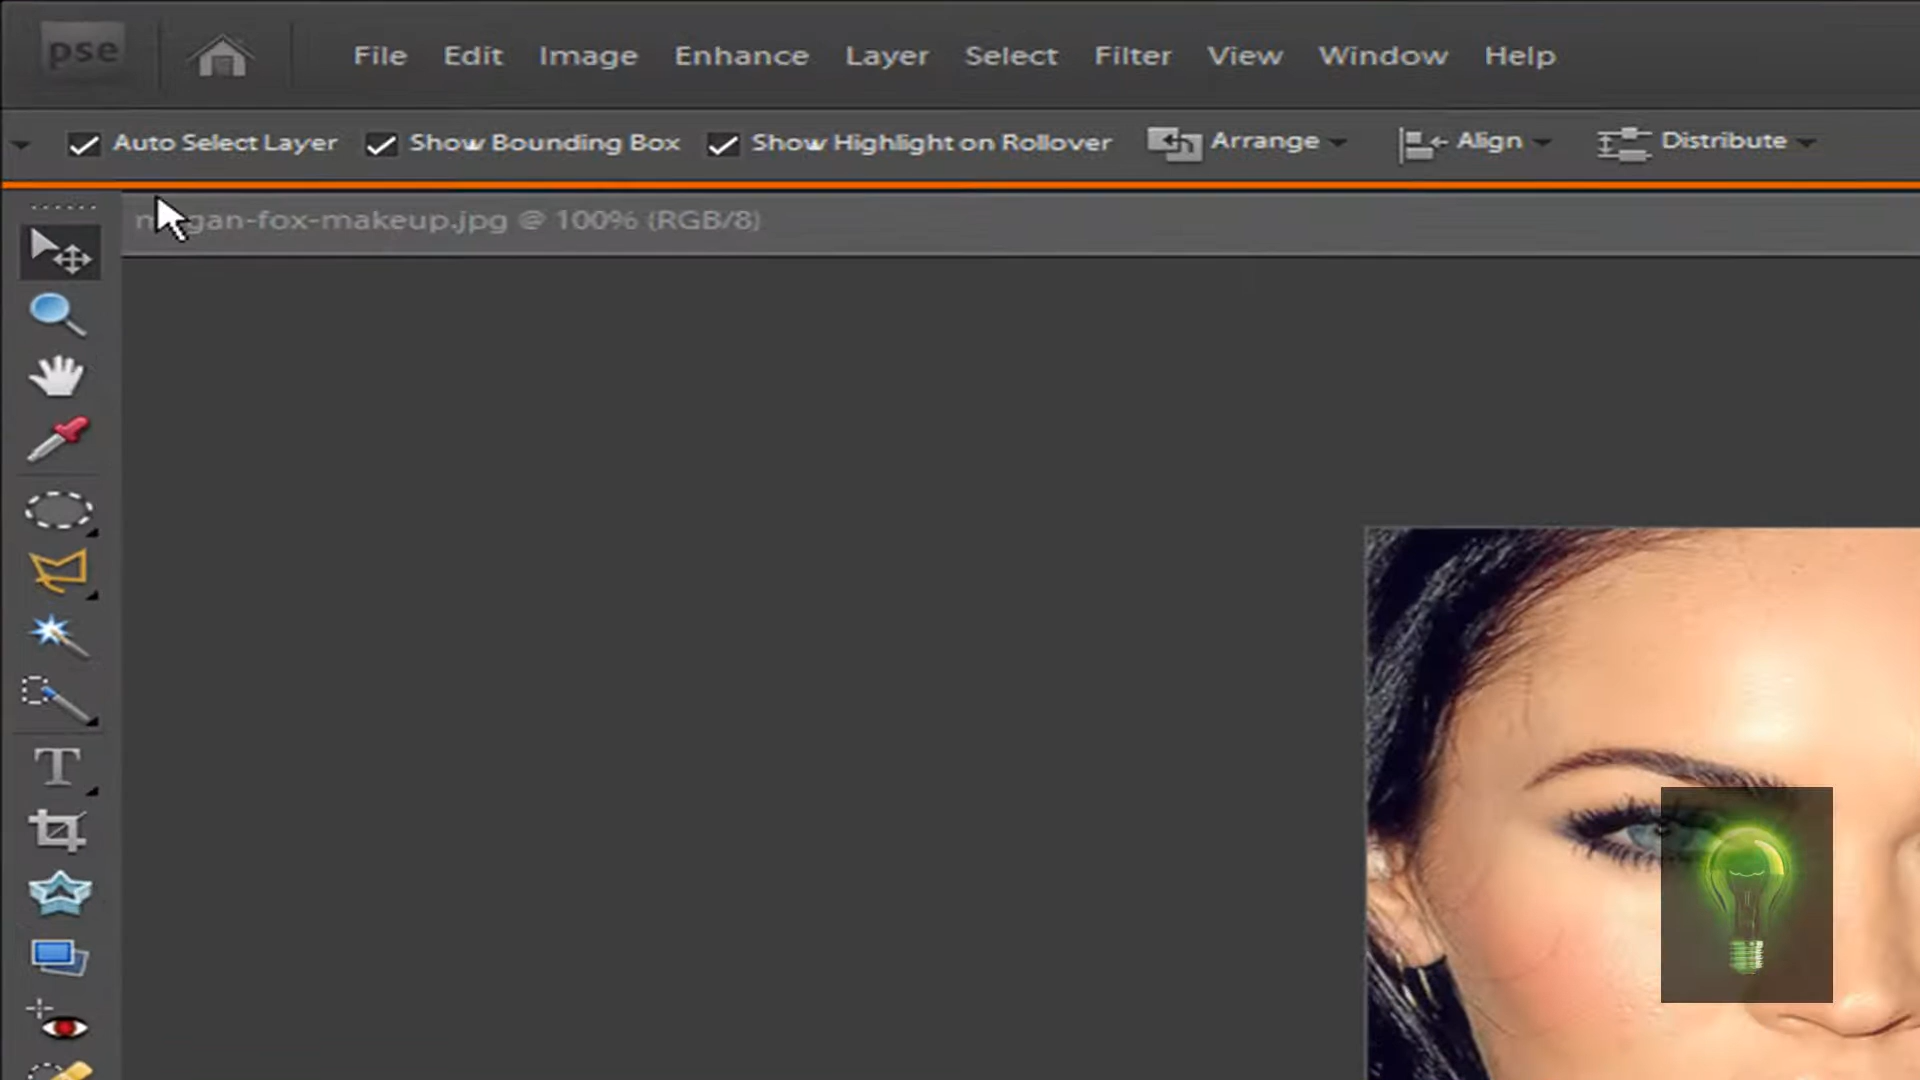 pse File Edit Image Enhance Layer Select Filter View Window Help
Auto Select Layer Show Bounding Box Show Highlight on Rollover Arrange Align Distribute
gan-fox-makeup.jpg @ 100% (RGB/8)
T